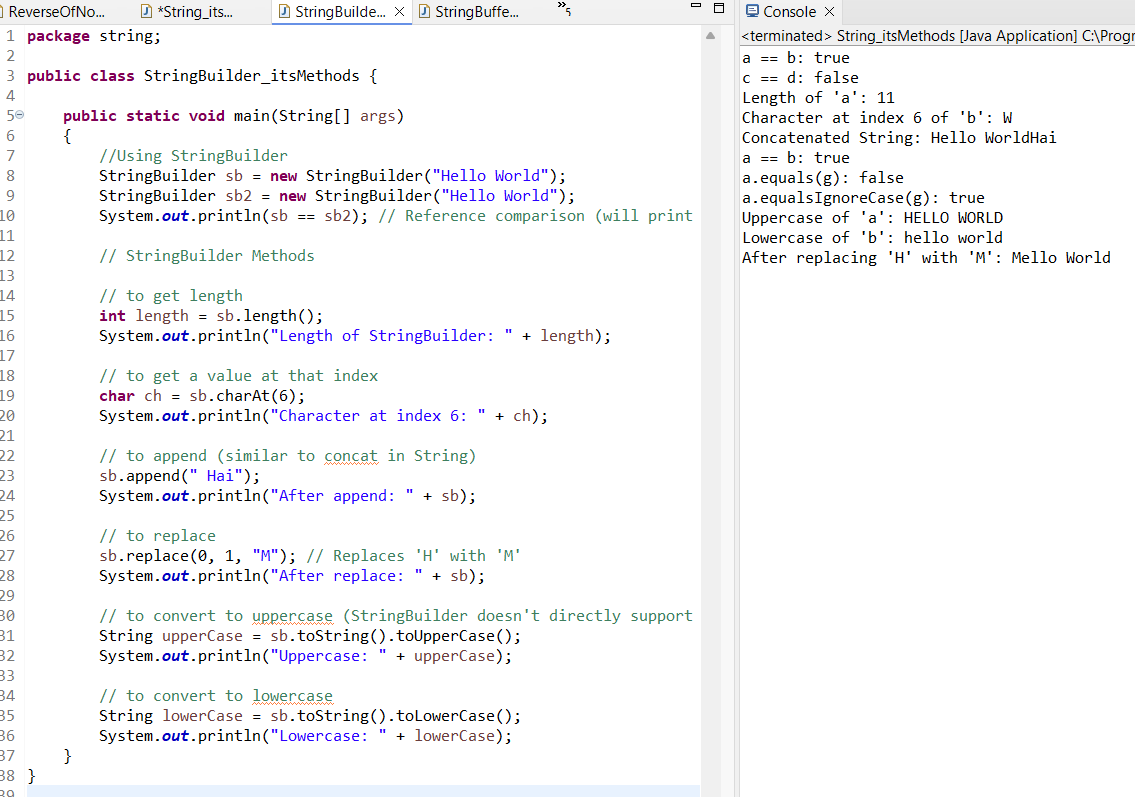 ReverseOfNo...
*String_its...
StringBuilde...
StringBuffe...
»5
1 package string;
2
3 public class StringBuilder_itsMethods {
4
5 public static void main(String[] args)
6 {
7 //Using StringBuilder
8 StringBuilder sb = new StringBuilder("Hello World");
9 StringBuilder sb2 = new StringBuilder("Hello World");
10 System.out.println(sb == sb2); // Reference comparison (will print
11
12 // StringBuilder Methods
13
14 // to get length
15 int length = sb.length();
16 System.out.println("Length of StringBuilder: " + length);
17
18 // to get a value at that index
19 char ch = sb.charAt(6);
20 System.out.println("Character at index 6: " + ch);
21
22 // to append (similar to concat in String)
23 sb.append(" Hai");
24 System.out.println("After append: " + sb);
25
26 // to replace
27 sb.replace(0, 1, "M"); // Replaces 'H' with 'M'
28 System.out.println("After replace: " + sb);
29
30 // to convert to uppercase (StringBuilder doesn't directly support
31 String upperCase = sb.toString().toUpperCase();
32 System.out.println("Uppercase: " + upperCase);
33
34 // to convert to lowercase
35 String lowerCase = sb.toString().toLowerCase();
36 System.out.println("Lowercase: " + lowerCase);
37 }
38 }
39
Console
<terminated> String_itsMethods [Java Application] C:\Progr
a == b: true
c == d: false
Length of 'a': 11
Character at index 6 of 'b': W
Concatenated String: Hello WorldHai
a == b: true
a.equals(g): false
a.equalsIgnoreCase(g): true
Uppercase of 'a': HELLO WORLD
Lowercase of 'b': hello world
After replacing 'H' with 'M': Mello World